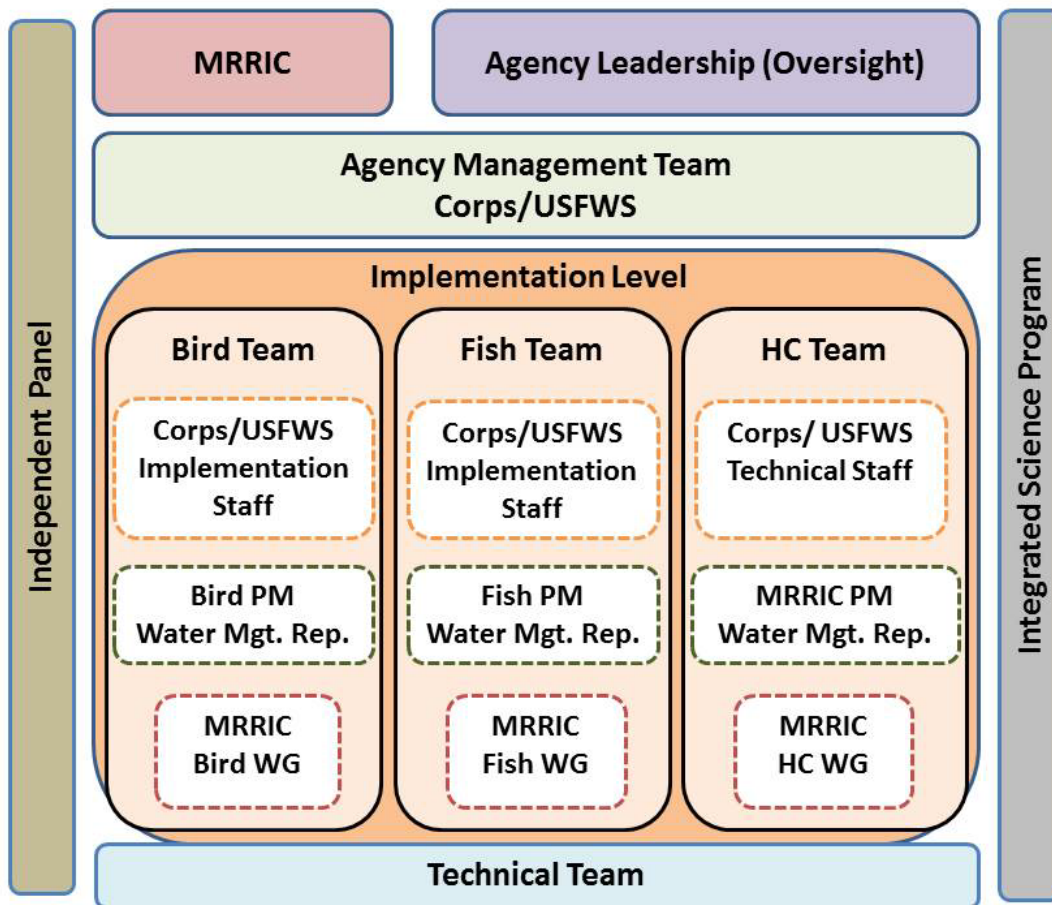 MRRIC
Agency Leadership (Oversight)
Agency Management Team
Corps/USFWS
Independent Panel
Integrated Science Program
Implementation Level
Bird Team
Corps/USFWS
Implementation
Staff
Bird PM
Water Mgt. Rep.
MRRIC
Bird WG
Fish Team
Corps/USFWS
Implementation
Staff
Fish PM
Water Mgt. Rep.
MRRIC
Fish WG
HC Team
Corps/ USFWS
Technical Staff
MRRIC PM
Water Mgt. Rep.
MRRIC
HC WG
Technical Team